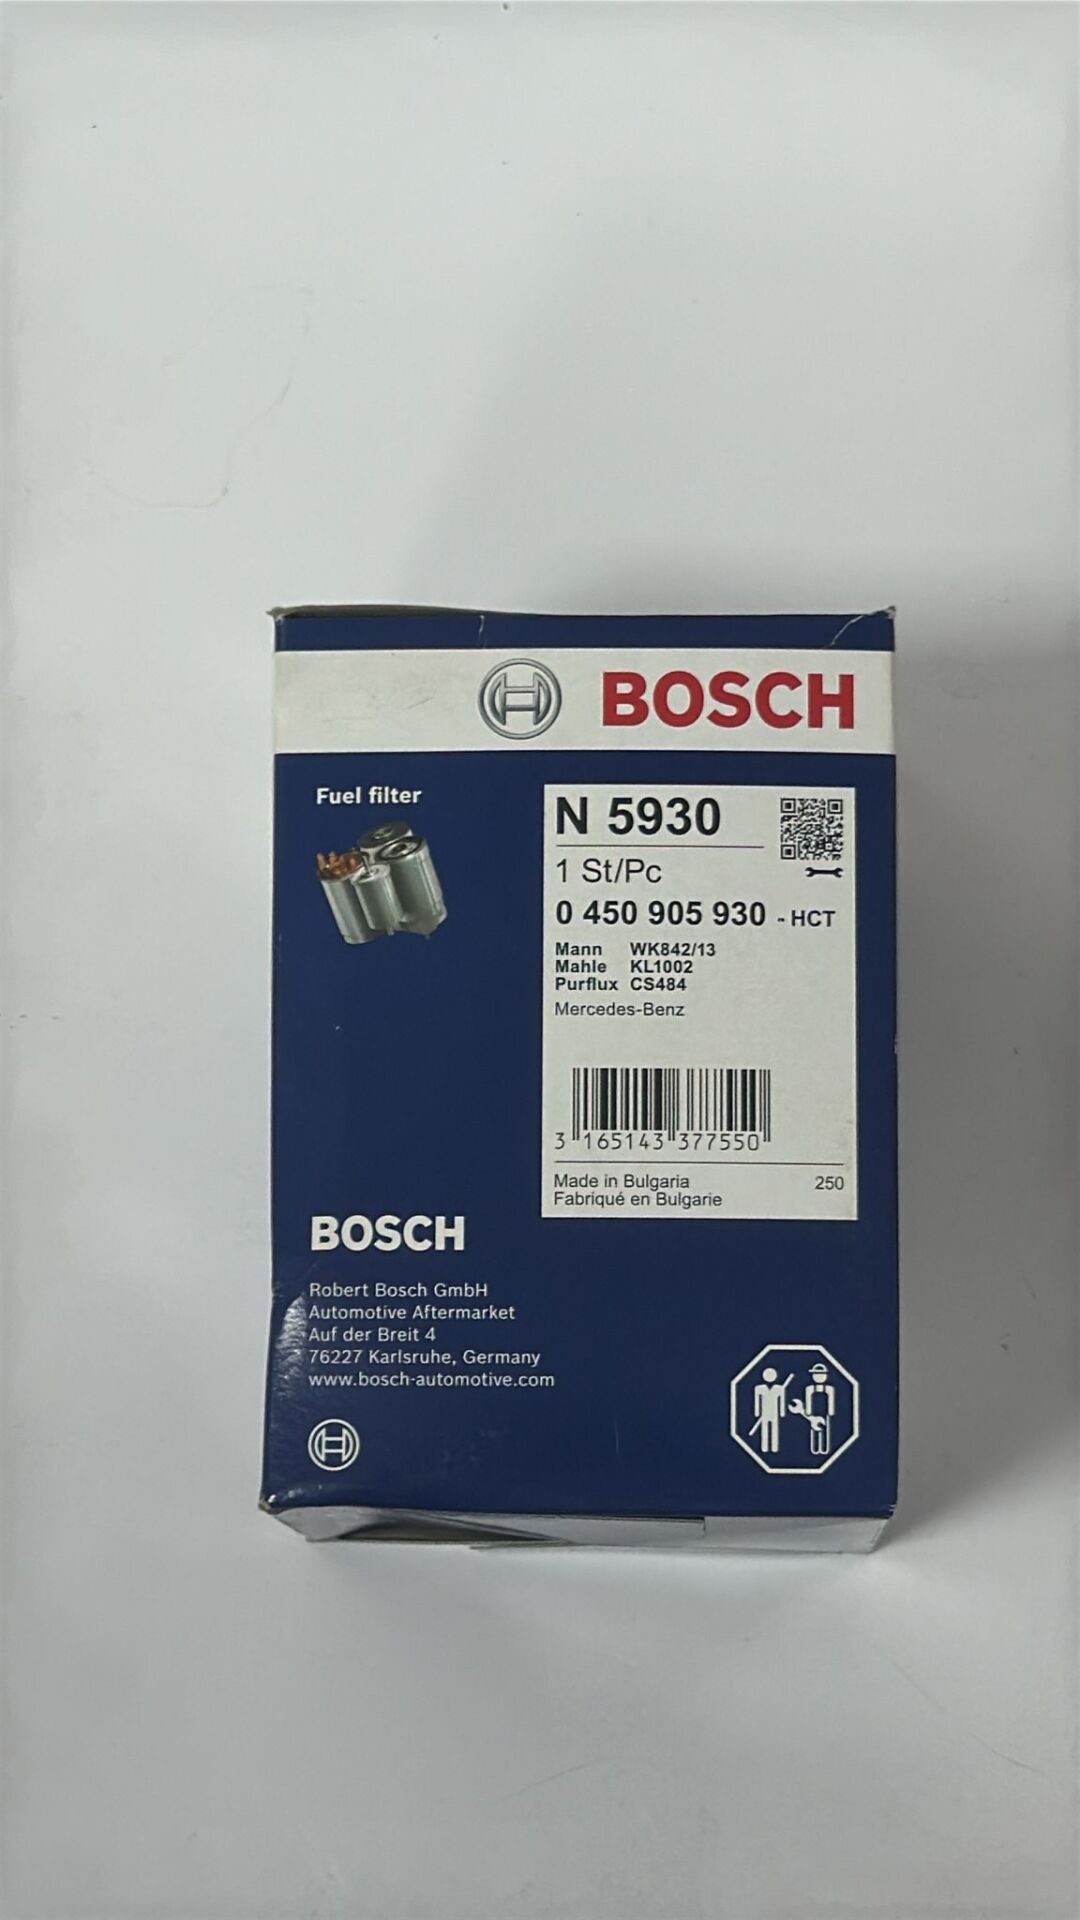 BOSCH
Fuel filter
N 5930
1 St/Pc
0 450 905 930 - HCT
Mann WK842/13
Mahle KL1002
Purflux CS484
Mercedes-Benz
3 165143 377550
Made in Bulgaria 250
Fabriqué en Bulgarie
BOSCH
Robert Bosch GmbH
Automotive Aftermarket
Auf der Breit 4
76227 Karlsruhe, Germany
www.bosch-automotive.com